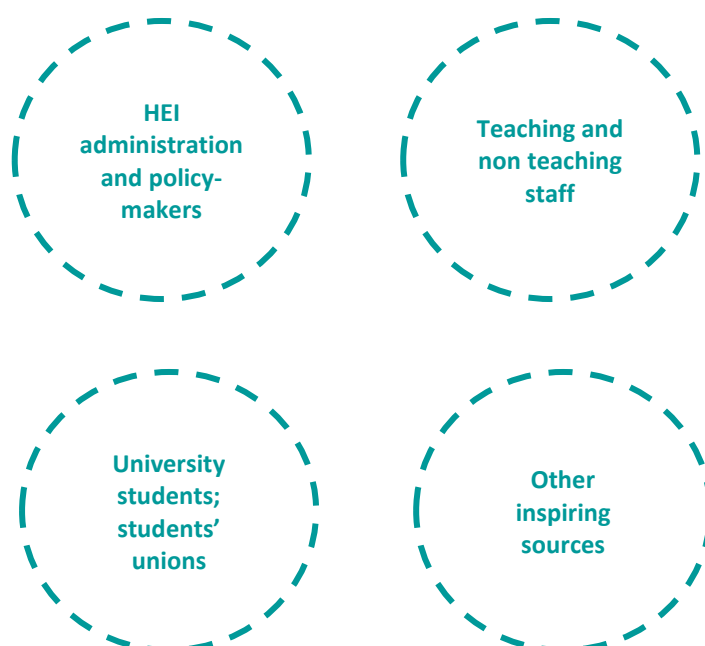 HEI
administration
and policy-
makers
Teaching and
non teaching
staff
University
students;
students’
unions
Other
inspiring
sources